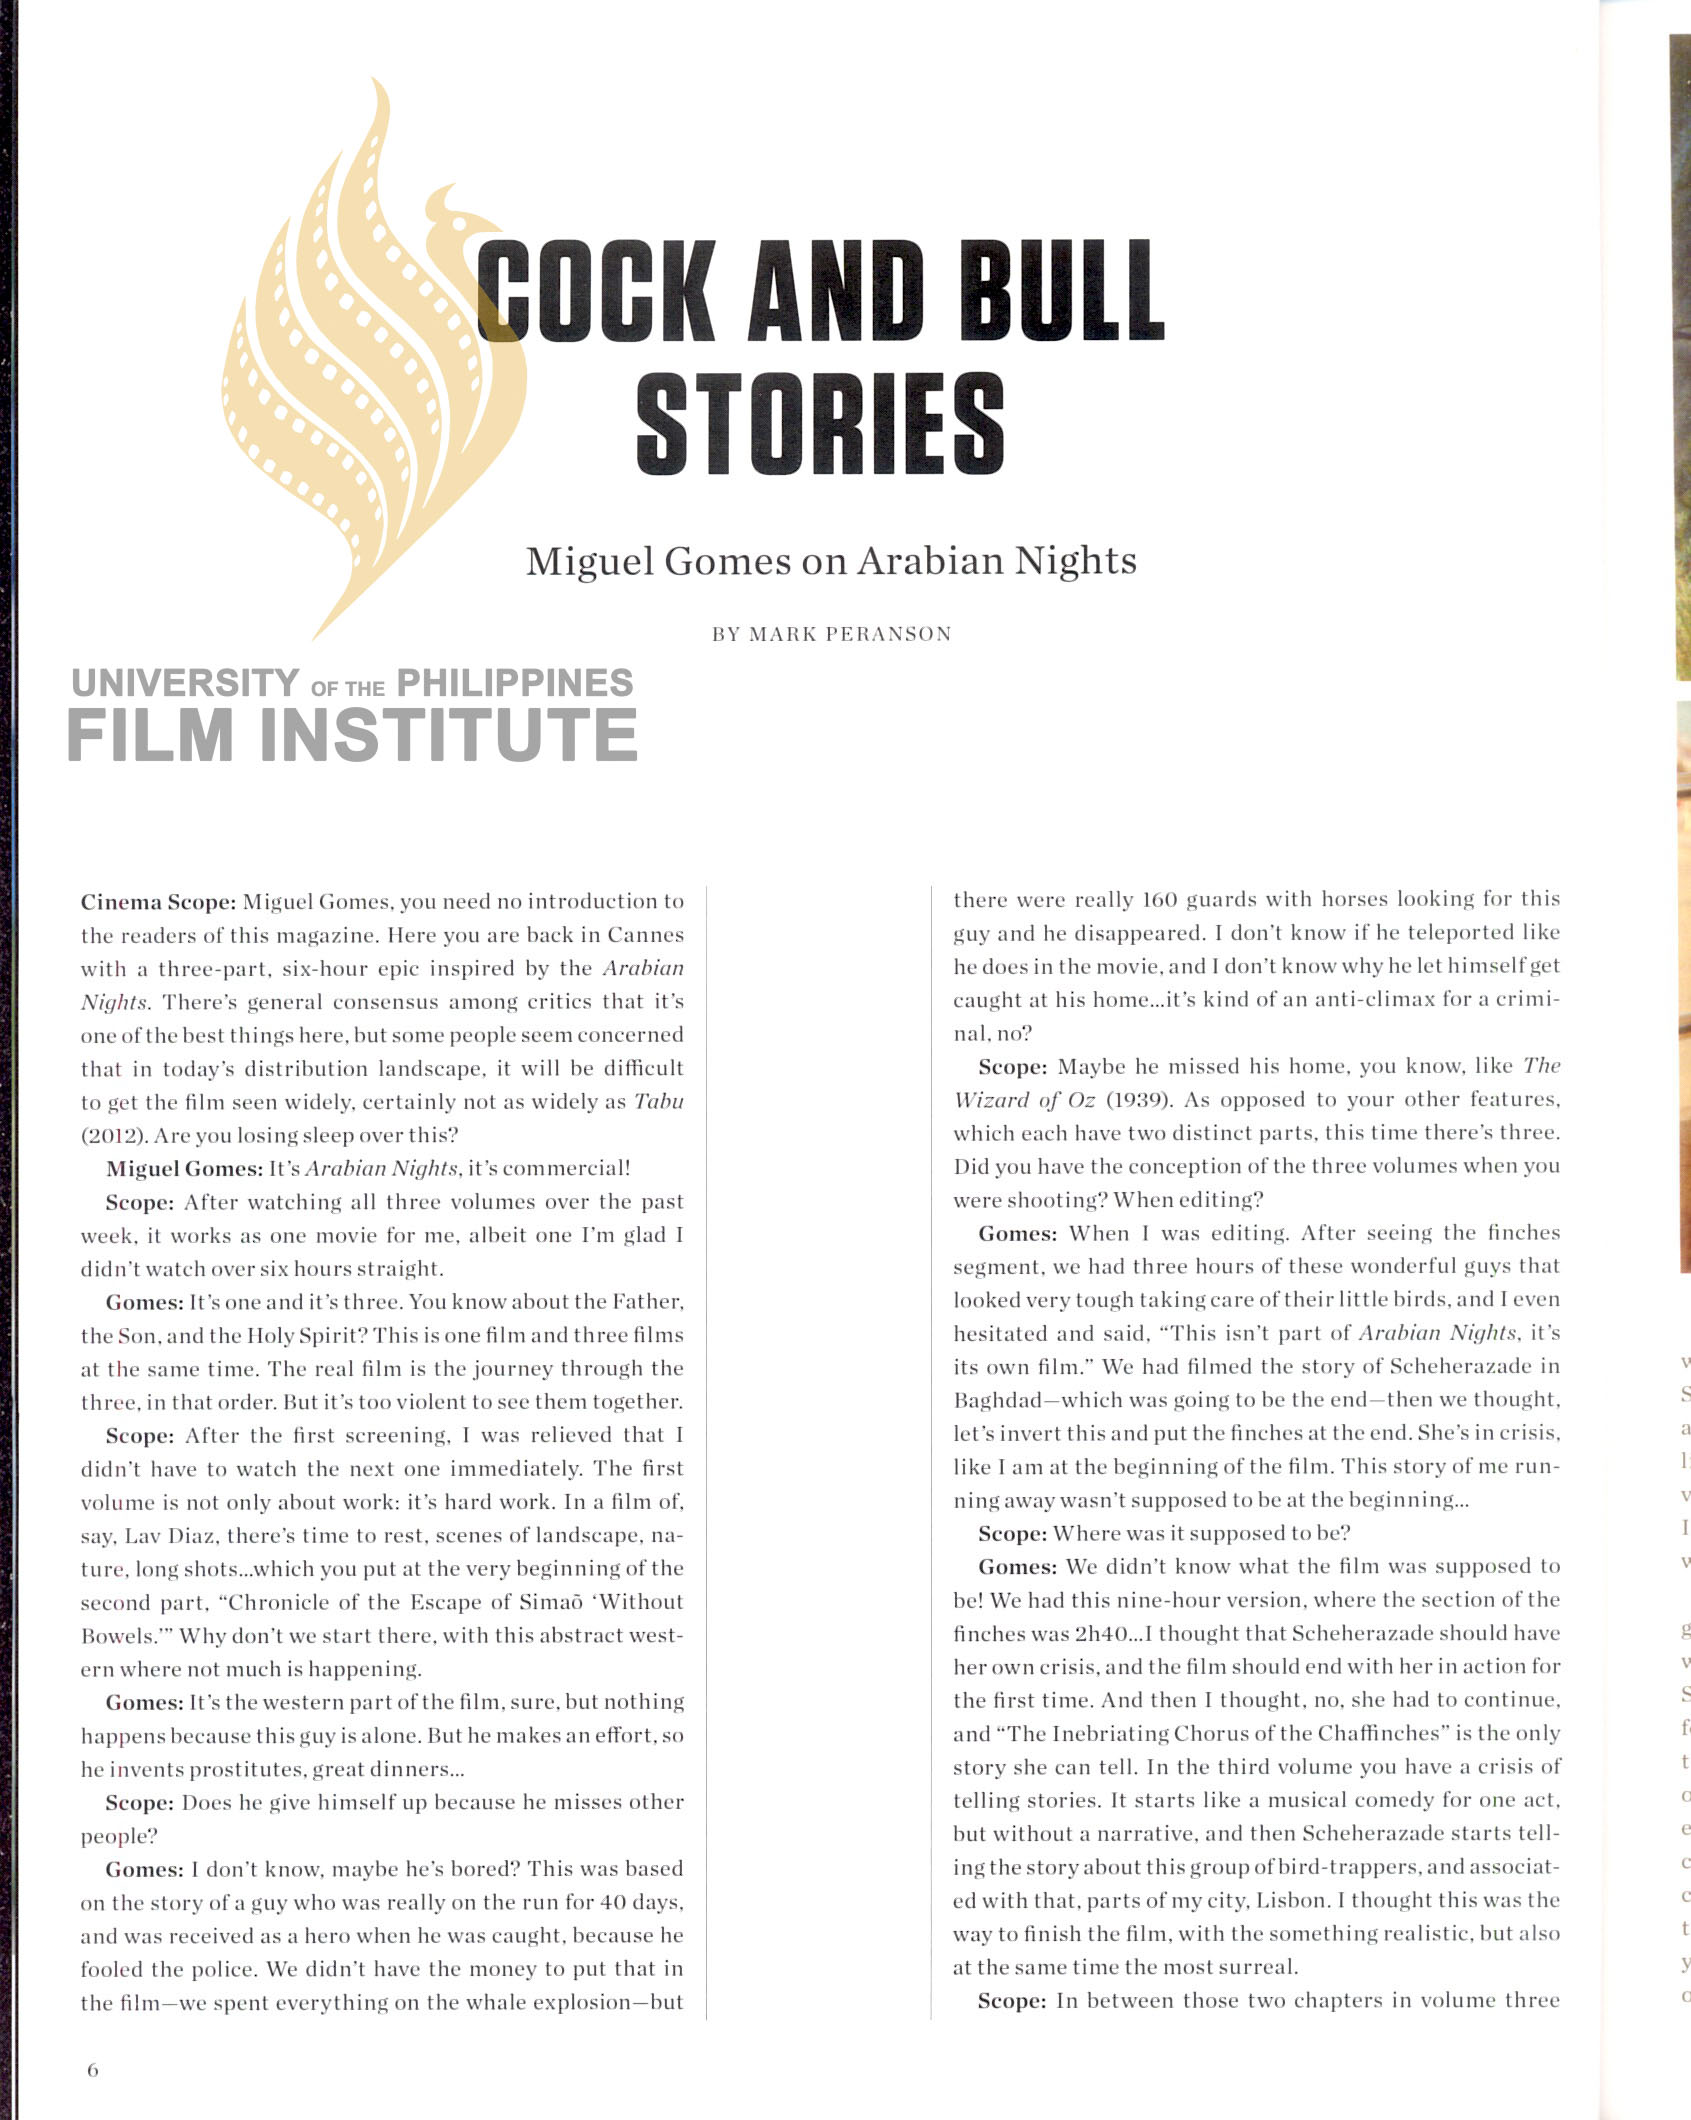 COCK AND BULL
STORIES
Miguel Gomes on Arabian Nights
BY MARK PERANSON
UNIVERSITY OF THE PHILIPPINES
FILM INSTITUTE
Cinema Scope: Miguel Gomes, you need no introduction to
the readers of this magazine. Here you are back in Cannes
with a three-part, six-hour epic inspired by the Arabian
Nights. There's general consensus among critics that it's
one of the best things here, but some people seem concerned
that in today's distribution landscape, it will be difficult
to get the film seen widely, certainly not as widely as Tabu
(2012). Are you losing sleep over this?
Miguel Gomes: It's Arabian Nights, it's commercial!
Scope: After watching all three volumes over the past
week, it works as one movie for me, albeit one I'm glad I
didn't watch over six hours straight.
Gomes: It's one and it's three. You know about the Father,
the Son, and the Holy Spirit? This is one film and three films
at the same time. The real film is the journey through the
three, in that order. But it's too violent to see them together.
Scope: After the first screening, I was relieved that I
didn't have to watch the next one immediately. The first
volume is not only about work: it's hard work. In a film of,
say, Lav Diaz, there's time to rest, scenes of landscape, na-
ture, long shots...which you put at the very beginning of the
second part, “Chronicle of the Escape of Simaõ ‘Without
Bowels.’” Why don't we start there, with this abstract west-
ern where not much is happening.
Gomes: It's the western part of the film, sure, but nothing
happens because this guy is alone. But he makes an effort, so
he invents prostitutes, great dinners...
Scope: Does he give himself up because he misses other
people?
Gomes: I don't know, maybe he's bored? This was based
on the story of a guy who was really on the run for 40 days,
and was received as a hero when he was caught, because he
fooled the police. We didn't have the money to put that in
the film—we spent everything on the whale explosion—but
there were really 160 guards with horses looking for this
guy and he disappeared. I don't know if he teleported like
he does in the movie, and I don't know why he let himself get
caught at his home...it's kind of an anti-climax for a crimi-
nal, no?
Scope: Maybe he missed his home, you know, like The
Wizard of Oz (1939). As opposed to your other features,
which each have two distinct parts, this time there's three.
Did you have the conception of the three volumes when you
were shooting? When editing?
Gomes: When I was editing. After seeing the finches
segment, we had three hours of these wonderful guys that
looked very tough taking care of their little birds, and I even
hesitated and said, “This isn't part of Arabian Nights, it's
its own film.” We had filmed the story of Scheherazade in
Baghdad—which was going to be the end—then we thought,
let's invert this and put the finches at the end. She's in crisis,
like I am at the beginning of the film. This story of me run-
ning away wasn't supposed to be at the beginning...
Scope: Where was it supposed to be?
Gomes: We didn't know what the film was supposed to
be! We had this nine-hour version, where the section of the
finches was 2h40...I thought that Scheherazade should have
her own crisis, and the film should end with her in action for
the first time. And then I thought, no, she had to continue,
and “The Inebriating Chorus of the Chaffinches” is the only
story she can tell. In the third volume you have a crisis of
telling stories. It starts like a musical comedy for one act,
but without a narrative, and then Scheherazade starts tell-
ing the story about this group of bird-trappers, and associat-
ed with that, parts of my city, Lisbon. I thought this was the
way to finish the film, with the something realistic, but also
at the same time the most surreal.
Scope: In between those two chapters in volume three
6